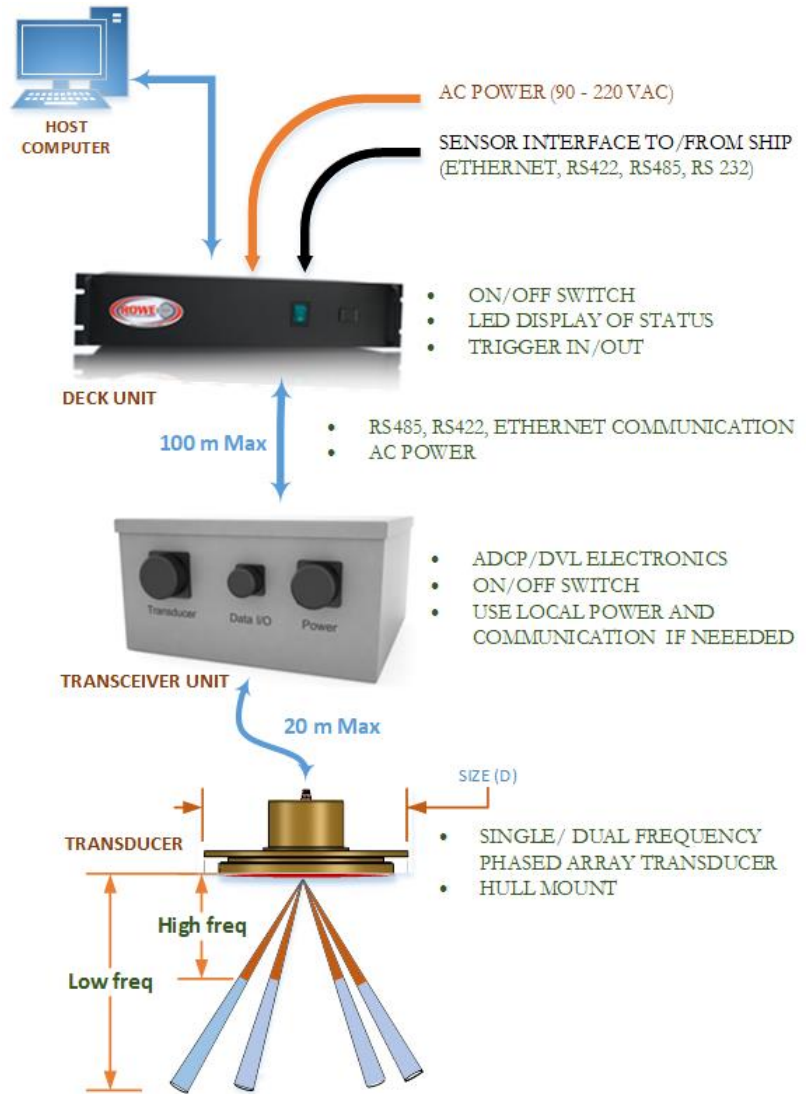 HOST
COMPUTER
AC POWER (90 - 220 VAC)
SENSOR INTERFACE TO/FROM SHIP
(ETHERNET, RS422, RS485, RS 232)
ROWE
• ON/OFF SWITCH
• LED DISPLAY OF STATUS
• TRIGGER IN/OUT
DECK UNIT
100 m Max
• RS485, RS422, ETHERNET COMMUNICATION
• AC POWER
Transducer
Data I/O
Power
• ADCP/DVL ELECTRONICS
• ON/OFF SWITCH
• USE LOCAL POWER AND
COMMUNICATION IF NEEEDED
TRANSCEIVER UNIT
20 m Max
SIZE (D)
TRANSDUCER
• SINGLE/ DUAL FREQUENCY
PHASED ARRAY TRANSDUCER
• HULL MOUNT
High freq
Low freq